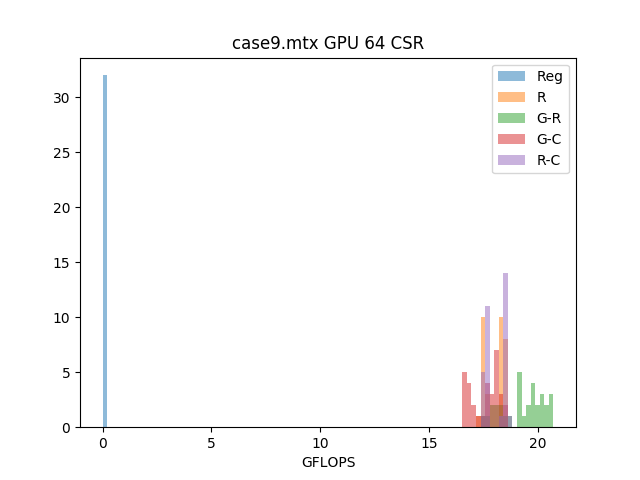 case9.mtx GPU 64 CSR
Reg
R
G-R
G-C
R-C
30
25
20
15
10
5
0
0 5 10 15 20
GFLOPS